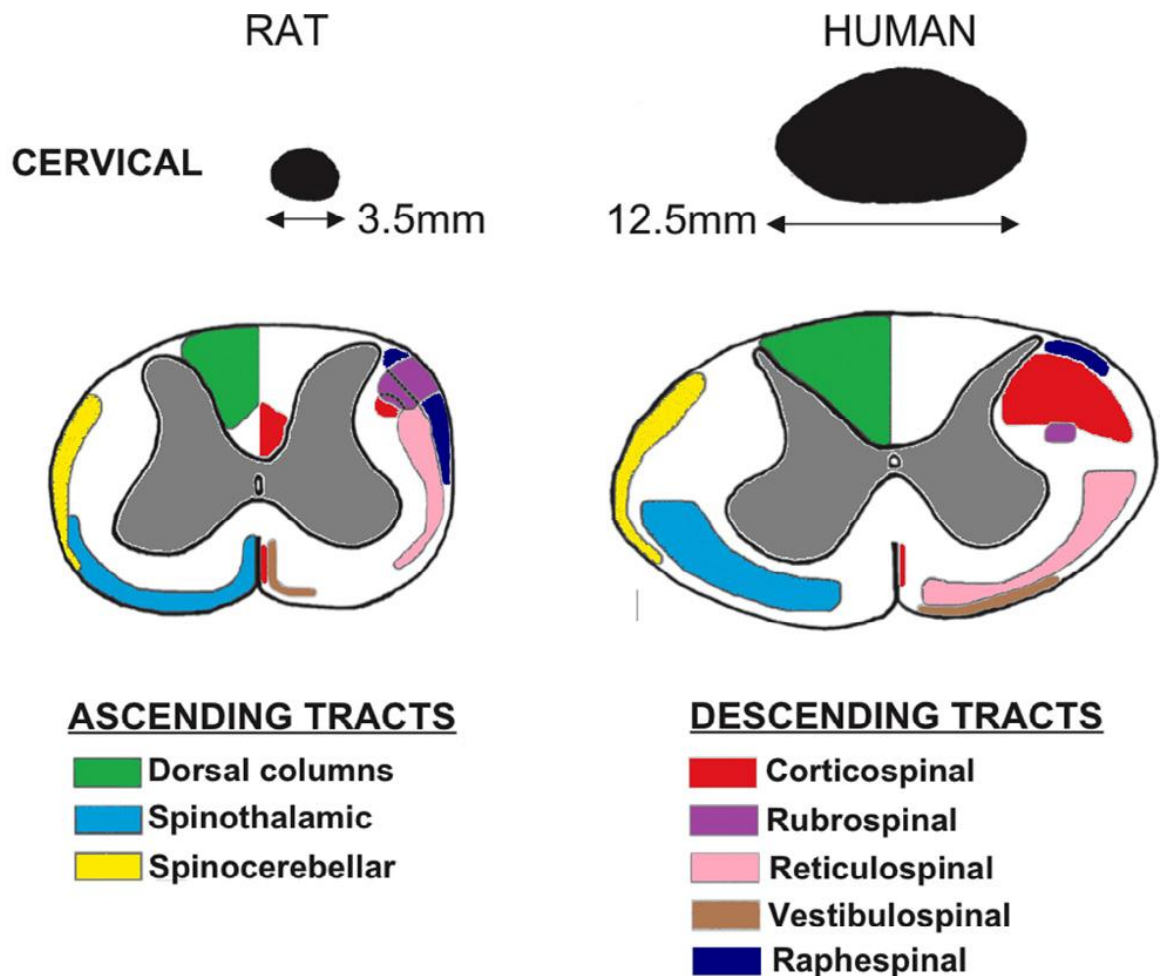 RAT
HUMAN
CERVICAL
3.5mm
12.5mm
ASCENDING TRACTS
Dorsal columns
Spinothalamic
Spinocerebellar
DESCENDING TRACTS
Corticospinal
Rubrospinal
Reticulospinal
Vestibulospinal
Raphespinal